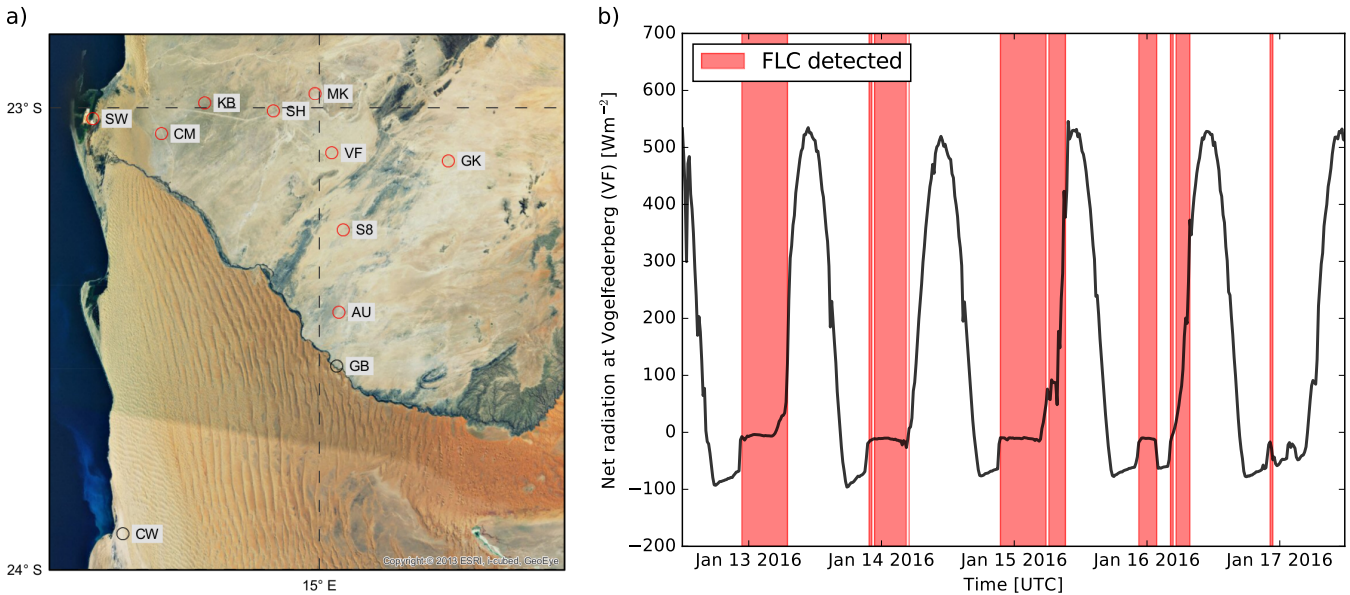 a)
23° S
24° S
15° E
SW
KB
CM
SH
MK
VF
GK
S8
AU
GB
CW
Copyright:© 2013 ESRI, i-cubed, GeoEye
b)
FLC detected
Net radiation at Vogelfederberg (VF) [Wm⁻²]
700
600
500
400
300
200
100
0
−100
−200
Jan 13 2016
Jan 14 2016
Jan 15 2016
Jan 16 2016
Jan 17 2016
Time [UTC]